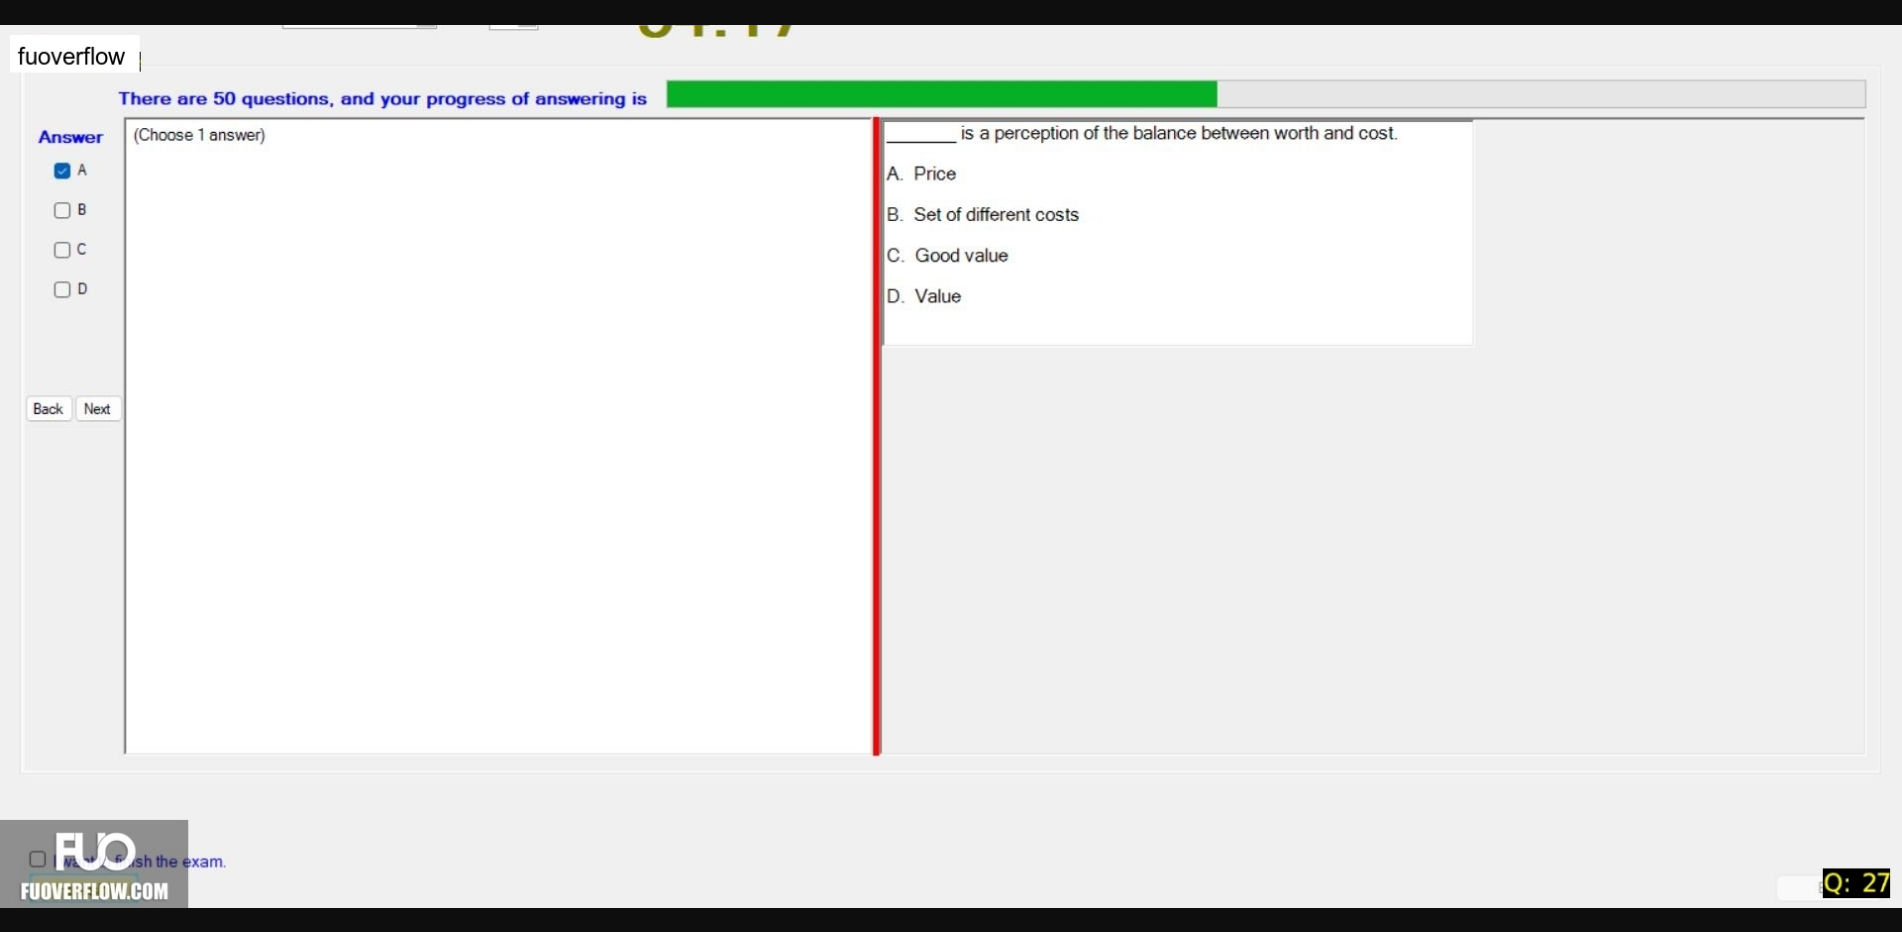 fuoverflow
There are 50 questions, and your progress of answering is
Answer
(Choose 1 answer)
A
B
C
D
Back Next
_______ is a perception of the balance between worth and cost.
A. Price
B. Set of different costs
C. Good value
D. Value
FUO
sh the exam.
FUOVERFLOW.COM
Q: 27